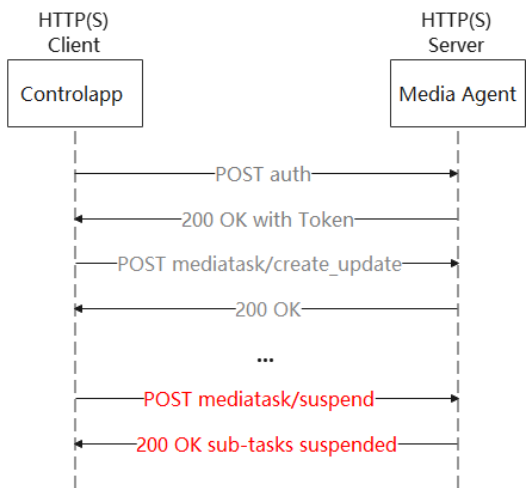 HTTP(S)
Client
HTTP(S)
Server
Controlapp
Media Agent
POST auth
200 OK with Token
POST mediatask/create_update
200 OK
...
POST mediatask/suspend
200 OK sub-tasks suspended